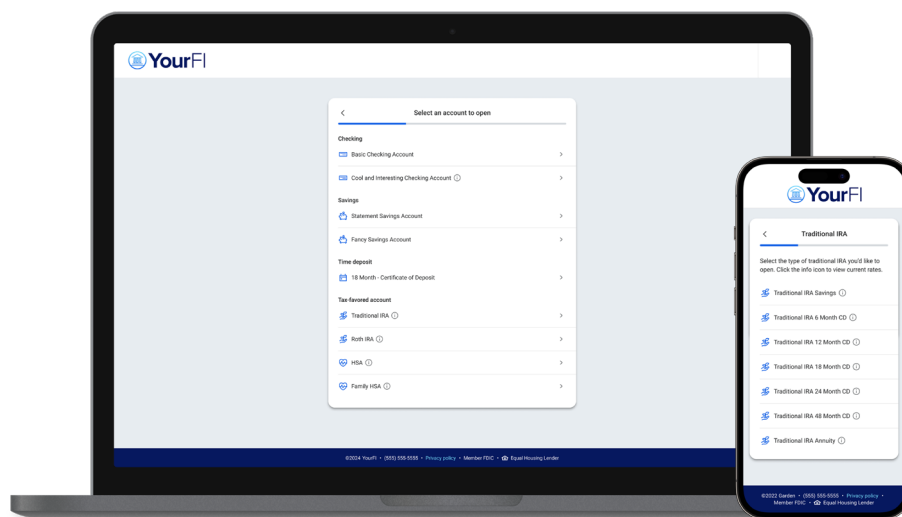 YourFI
Select an account to open
Checking
Basic Checking Account
Cool and Interesting Checking Account
Savings
Statement Savings Account
Fancy Savings Account
Time deposit
18 Month - Certificate of Deposit
Tax-favored account
Traditional IRA
Roth IRA
HSA
Family HSA
©2024 YourFI • (555) 555-5555 • Privacy policy • Member FDIC • Equal Housing Lender
YourFI
Traditional IRA
Select the type of traditional IRA you'd like to
open. Click the info icon to view current rates.
Traditional IRA Savings
Traditional IRA 6 Month CD
Traditional IRA 12 Month CD
Traditional IRA 18 Month CD
Traditional IRA 24 Month CD
Traditional IRA 48 Month CD
Traditional IRA Annuity
©2022 Garden • (555) 555-5555 • Privacy policy •
Member FDIC • Equal Housing Lender